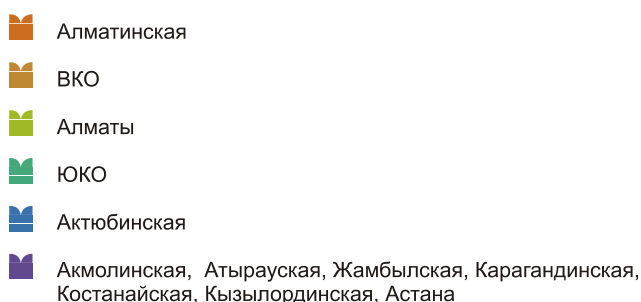 Алматинская
ВКО
Алматы
ЮКО
Актюбинская
Акмолинская, Атырауская, Жамбылская, Карагандинская,
Костанайская, Кызылординская, Астана